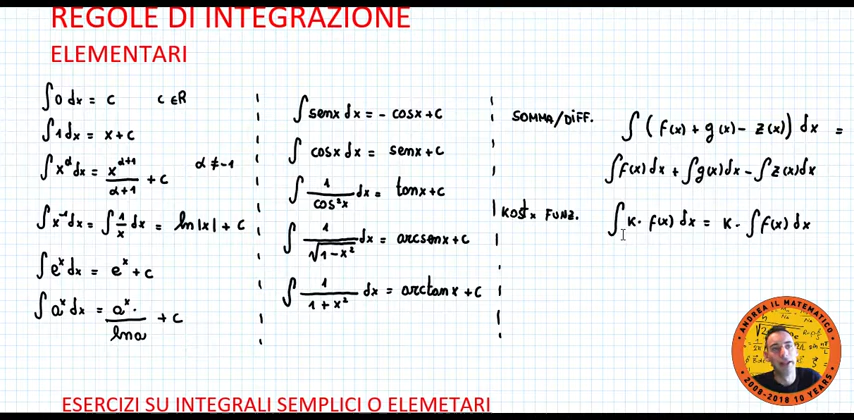 REGOLE DI INTEGRAZIONE
ELEMENTARI
∫0 dx = c    c ∈ R
∫1 dx = x + c
∫x^α dx = x^(α+1)/(α+1) + c    α ≠ -1
∫x^-1 dx = ∫1/x dx = ln|x| + c
∫e^x dx = e^x + c
∫a^x dx = a^x·/ln a + c
∫senx dx = - cosx + c
∫cosx dx = senx + c
∫1/cos²x dx = tanx + c
∫1/√(1-x²) dx = arcsenx + c
∫1/(1+x²) dx = arctanx + c
SOMMA/DIFF.    ∫(f(x) + g(x) - z(x)) dx =
∫f(x) dx + ∫g(x) dx - ∫z(x) dx
Kost x FUNZ.    ∫K· f(x) dx = K · ∫f(x) dx
ANDREA IL MATEMATICO
2008-2018 10 YEARS
ESERCIZI SU INTEGRALI SEMPLICI O ELEMETARI